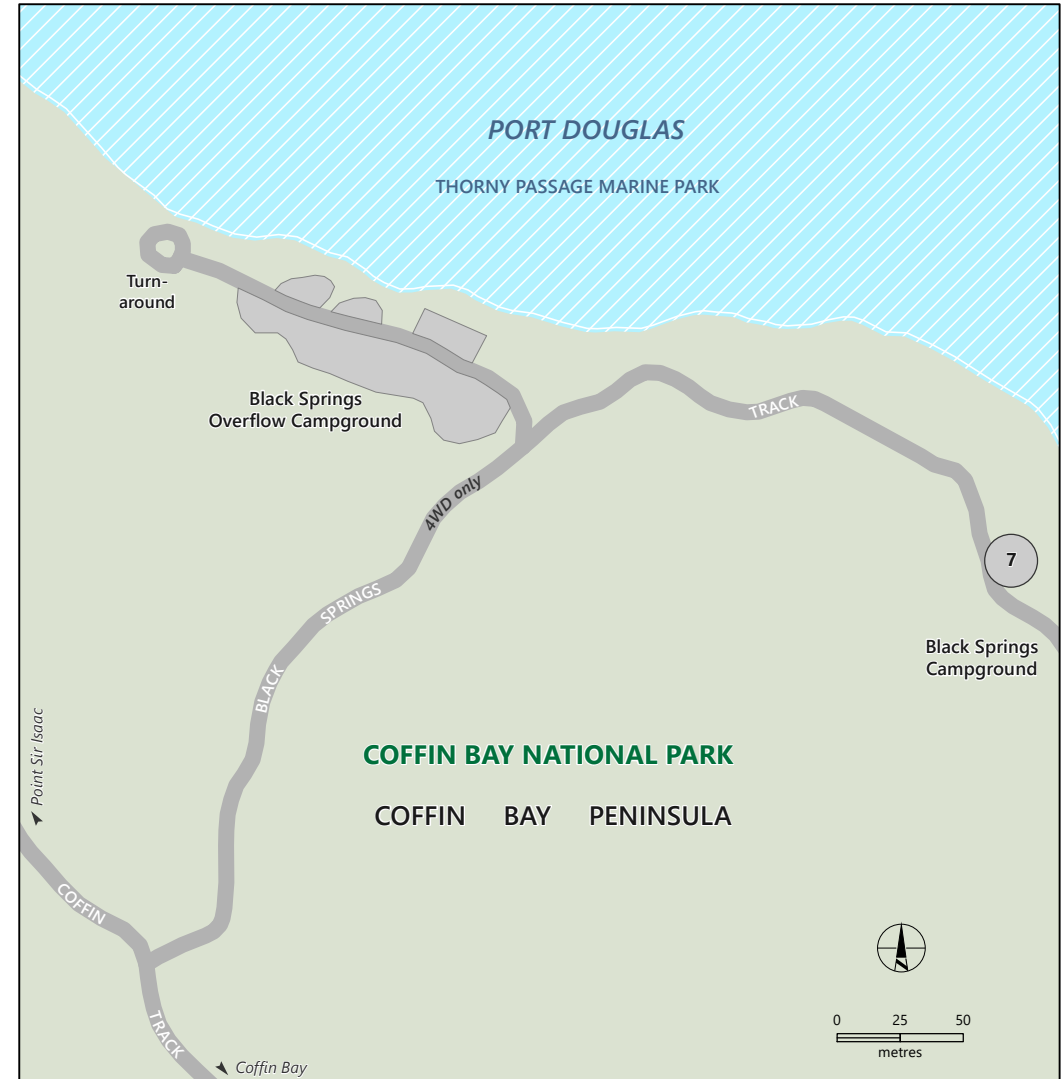 PORT DOUGLAS
THORNY PASSAGE MARINE PARK
Turn-
around
Black Springs
Overflow Campground
TRACK
4WD only
SPRINGS
BLACK
7
Black Springs
Campground
Point Sir Isaac
COFFIN BAY NATIONAL PARK
COFFIN BAY PENINSULA
COFFIN
TRACK
Coffin Bay
0 25 50
metres